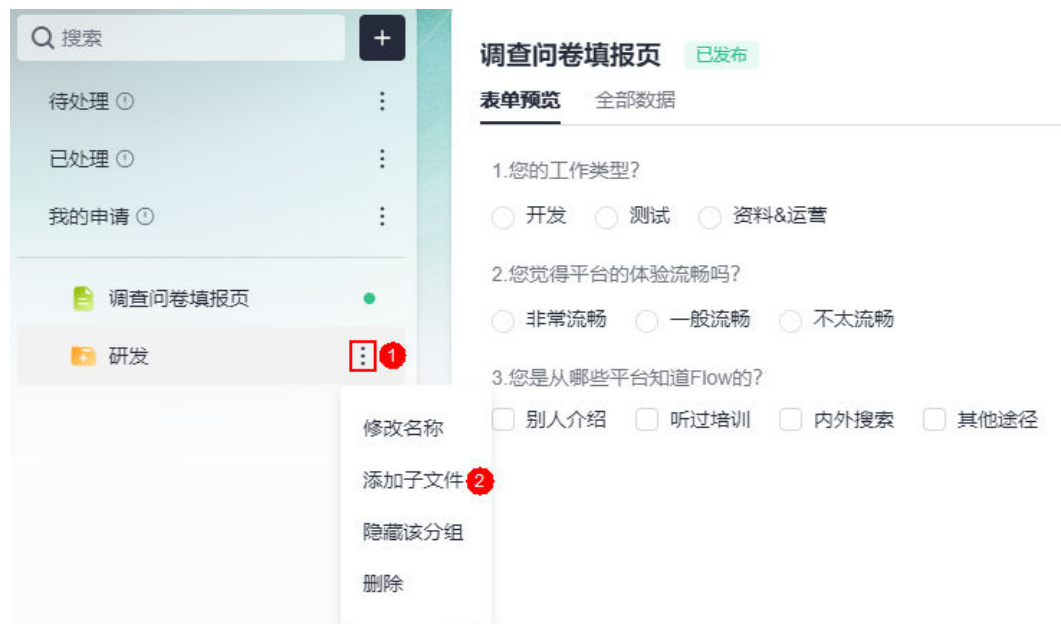 搜索
+
待处理
已处理
我的申请
调查问卷填报页
研发
1
修改名称
添加子文件 2
隐藏该分组
删除
调查问卷填报页 已发布
表单预览 全部数据
1.您的工作类型?
开发 测试 资料&运营
2.您觉得平台的体验流畅吗?
非常流畅 一般流畅 不太流畅
3.您是从哪些平台知道Flow的?
别人介绍 听过培训 内外搜索 其他途径